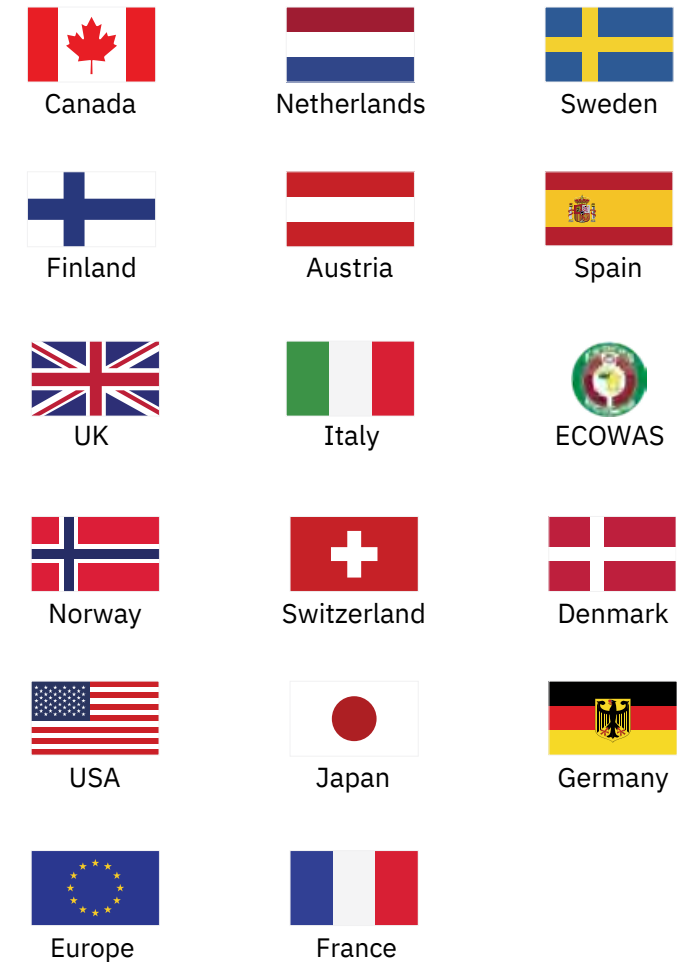 Canada
Netherlands
Sweden
Finland
Austria
Spain
UK
Italy
ECOWAS
Norway
Switzerland
Denmark
USA
Japan
Germany
Europe
France